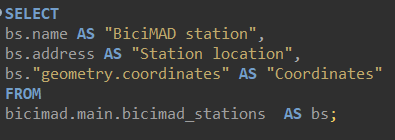 SELECT
bs.name AS "BiciMAD station",
bs.address AS "Station location",
bs."geometry.coordinates" AS "Coordinates"
FROM
bicimad.main.bicimad_stations  AS bs;